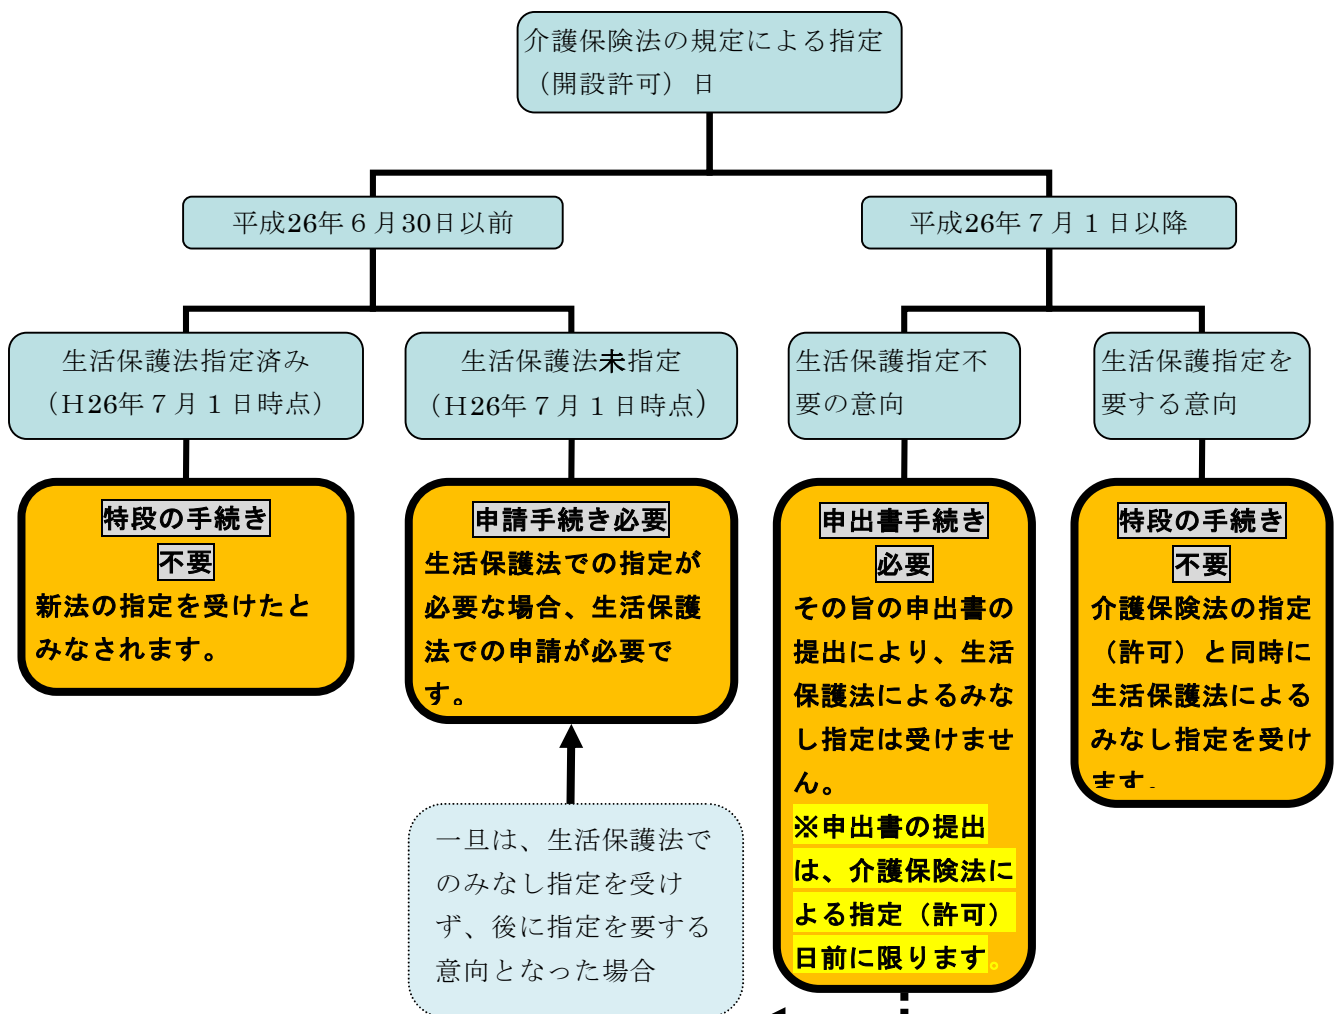 介護保険法の規定による指定
（開設許可）日
平成26年６月30日以前
平成26年７月１日以降
生活保護法指定済み
（H26年７月１日時点）
生活保護法未指定
（H26年７月１日時点）
生活保護指定不
要の意向
生活保護指定を
要する意向
特段の手続き
不要
新法の指定を受けたと
みなされます。
申請手続き必要
生活保護法での指定が
必要な場合、生活保護
法での申請が必要で
す。
申出書手続き
必要
その旨の申出書の
提出により、生活
保護法によるみな
し指定は受けませ
ん。
※申出書の提出
は、介護保険法に
よる指定（許可）
日前に限ります。
特段の手続き
不要
介護保険法の指定
（許可）と同時に
生活保護法による
みなし指定を受け
ます。
一旦は、生活保護法で
のみなし指定を受け
ず、後に指定を要する
意向となった場合